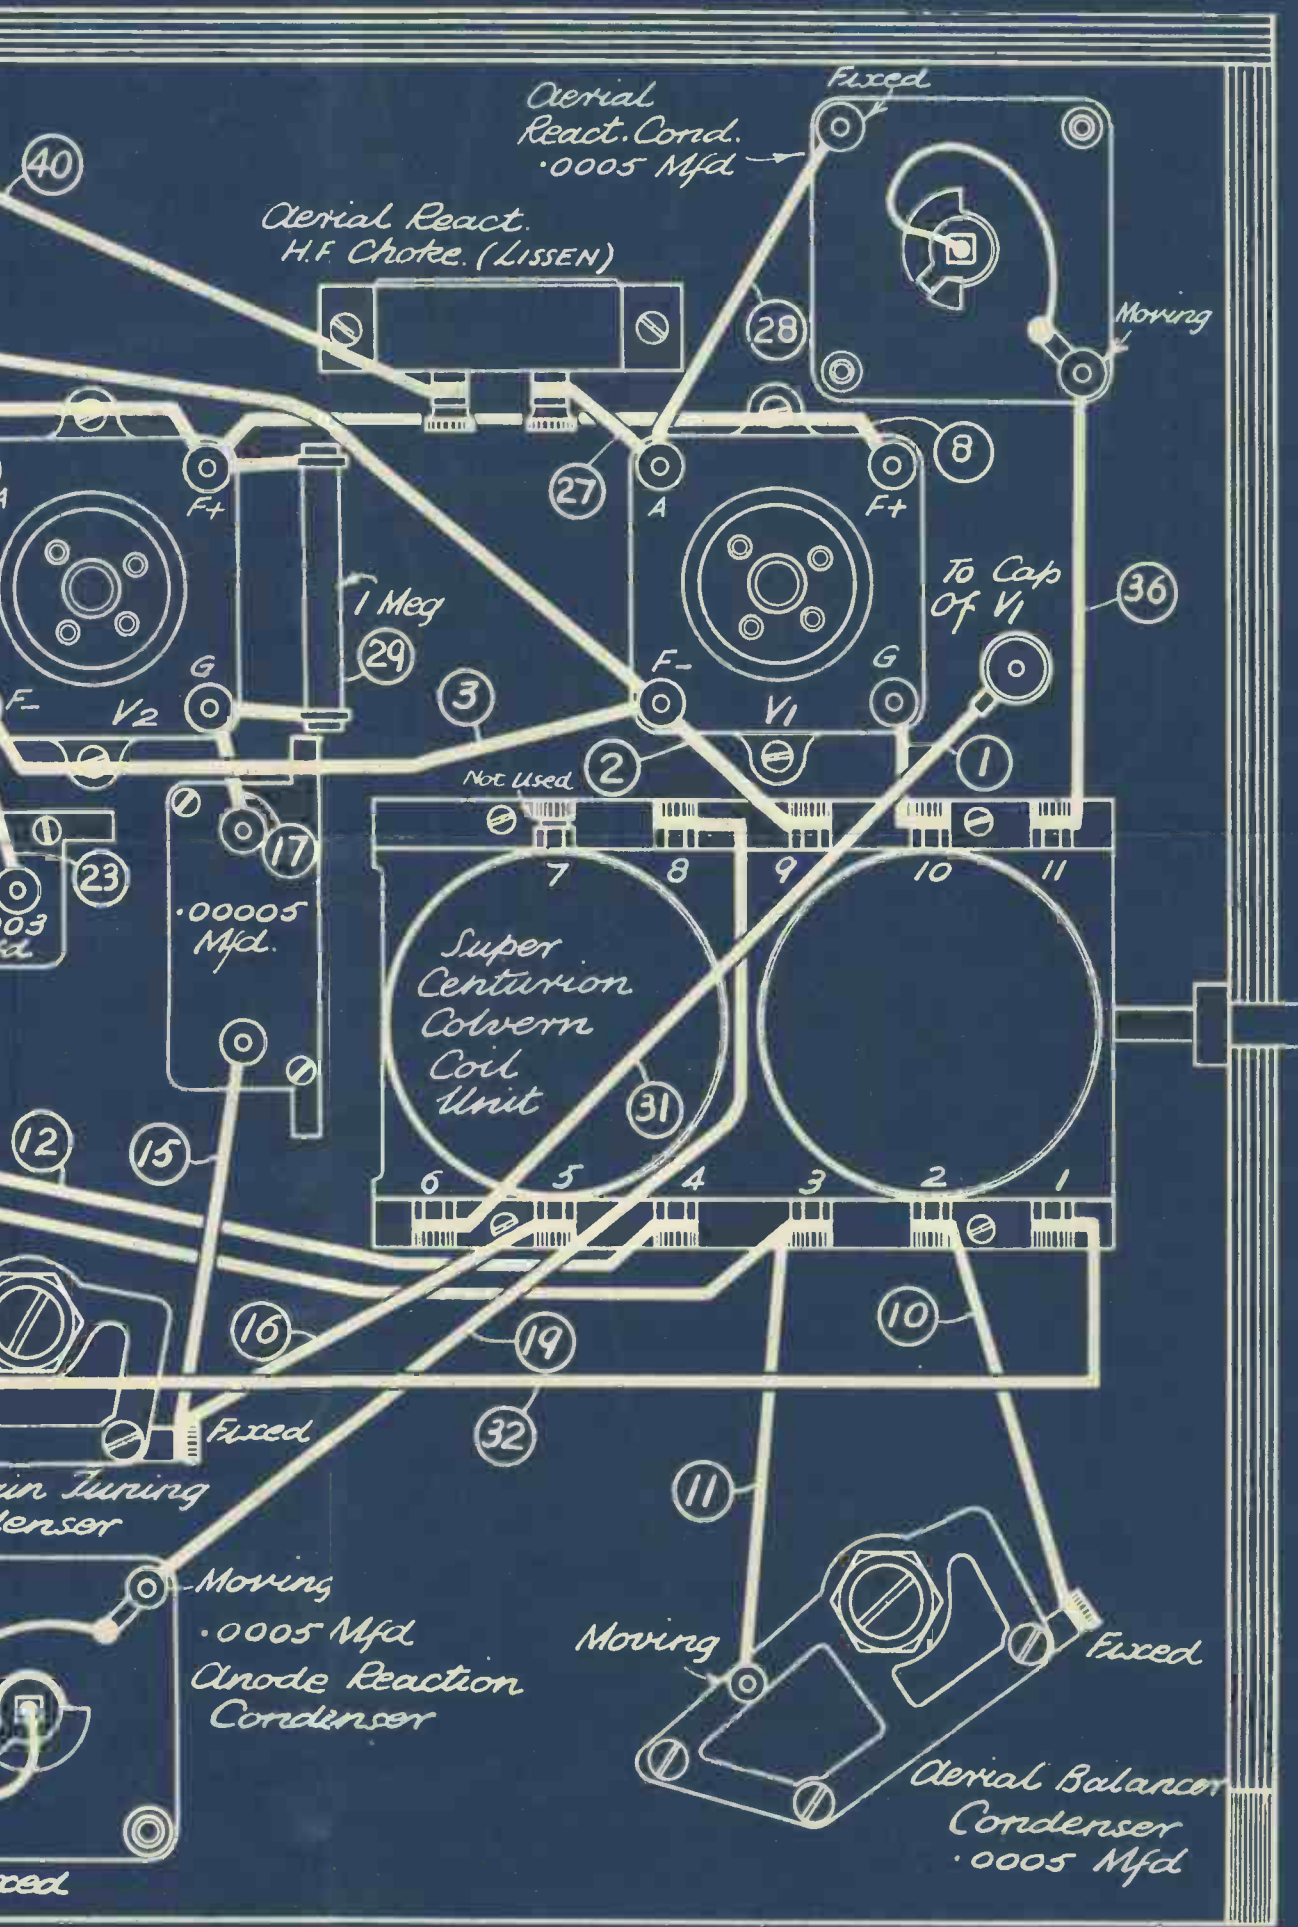 Fixed
Aerial
React. Cond.
.0005 Mfd
40
Aerial React.
H.F. Choke. (LISSEN)
28
Moving
8
27
A
F+
A
F+
To Cap
Of V1
36
1 Meg
29
G
F-
V2
3
F-
G
V1
2
1
Not Used
17
23
7
8
9
10
11
.00005
Mfd.
Super
Centurion
Colvern
Coil
Unit
31
12
15
6
5
4
3
2
1
16
19
10
Fixed
32
11
Tuning
Moving
.0005 Mfd
Anode Reaction
Condenser
Moving
Fixed
Aerial Balancer
Condenser
.0005 Mfd